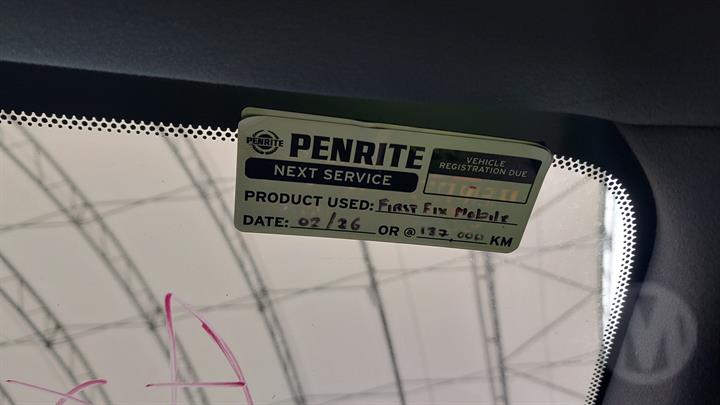 PENRITE
PENRITE
NEXT SERVICE
VEHICLE
REGISTRATION DUE
PRODUCT USED: FIRST FIX MOBILE
DATE: 02/26 OR @ 137,000 KM
M